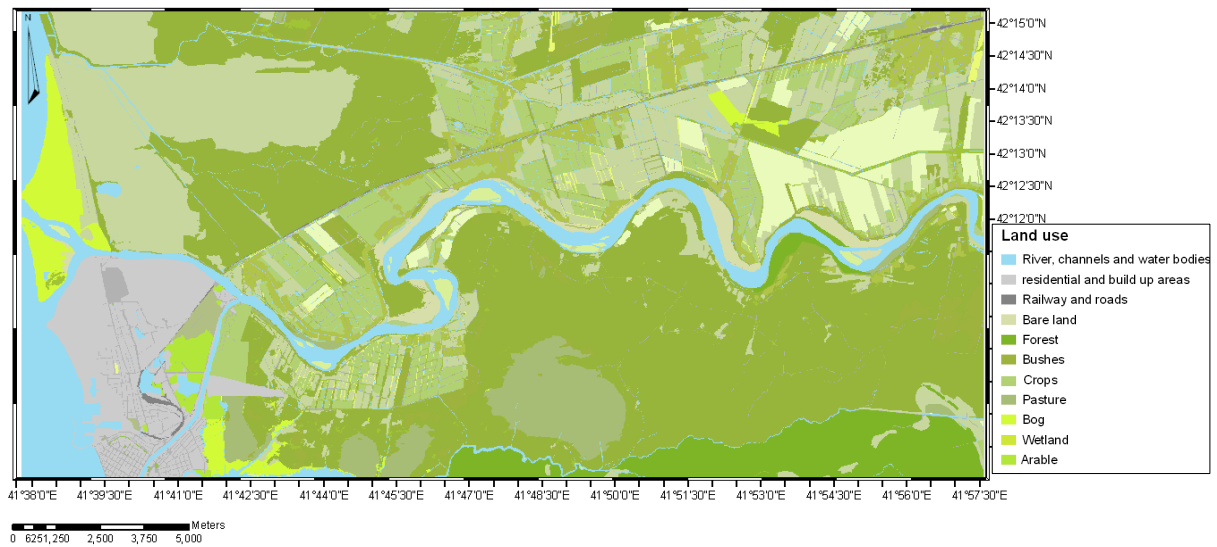 N
42°15'0"N
42°14'30"N
42°14'0"N
42°13'30"N
42°13'0"N
42°12'30"N
42°12'0"N
Land use
River, channels and water bodies
residential and build up areas
Railway and roads
Bare land
Forest
Bushes
Crops
Pasture
Bog
Wetland
Arable
41°38'0"E 41°39'30"E 41°41'0"E 41°42'30"E 41°44'0"E 41°45'30"E 41°47'0"E 41°48'30"E 41°50'0"E 41°51'30"E 41°53'0"E 41°54'30"E 41°56'0"E 41°57'30"E
Meters
0 6251,250 2,500 3,750 5,000